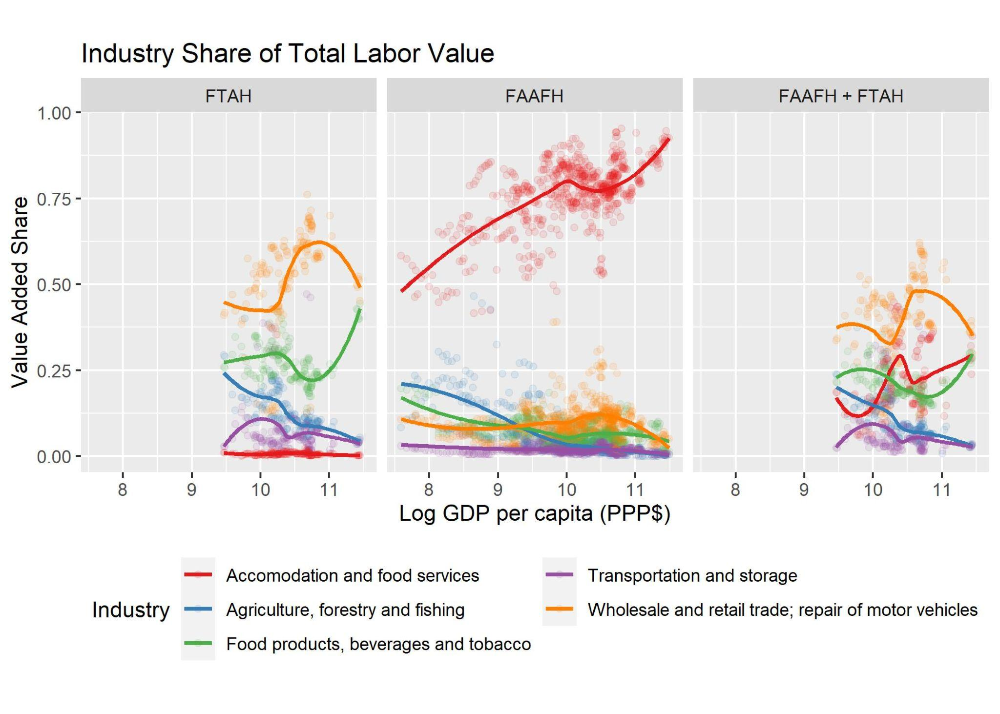 Industry Share of Total Labor Value
FTAH
FAAFH
FAAFH + FTAH
1.00
0.75
0.50
0.25
0.00
Value Added Share
8 9 10 11
8 9 10 11
8 9 10 11
Log GDP per capita (PPP$)
Industry
Accomodation and food services
Agriculture, forestry and fishing
Food products, beverages and tobacco
Transportation and storage
Wholesale and retail trade; repair of motor vehicles